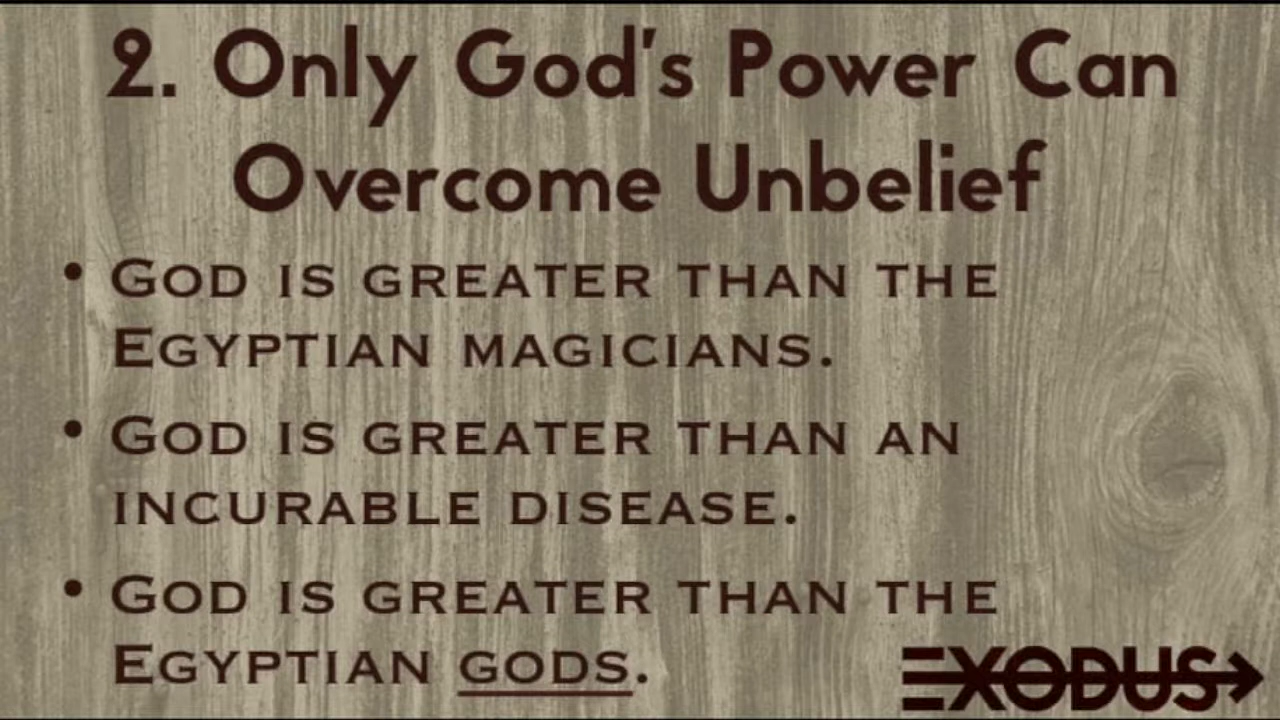 2. Only God's Power Can
Overcome Unbelief
• God is greater than the
Egyptian magicians.
• God is greater than an
incurable disease.
• God is greater than the
Egyptian gods.
EXODUS